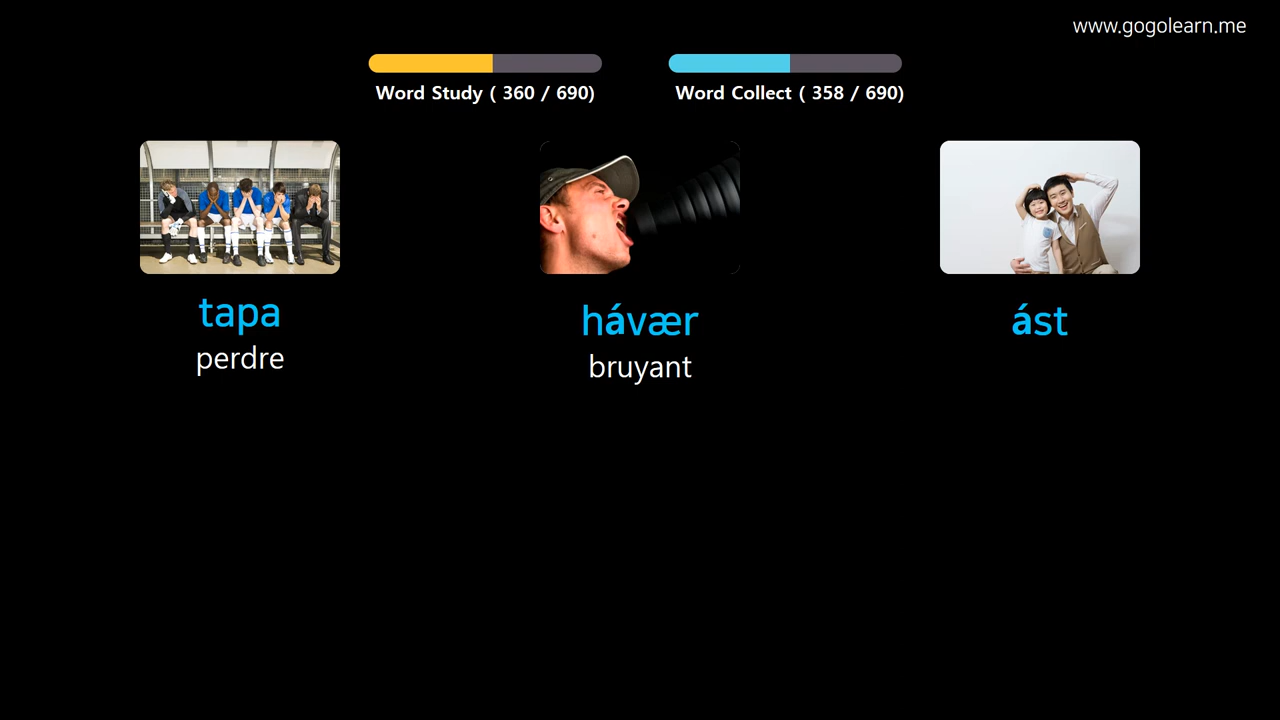 www.gogolearn.me
Word Study ( 360 / 690)
Word Collect ( 358 / 690)
tapa
perdre
hávær
bruyant
ást